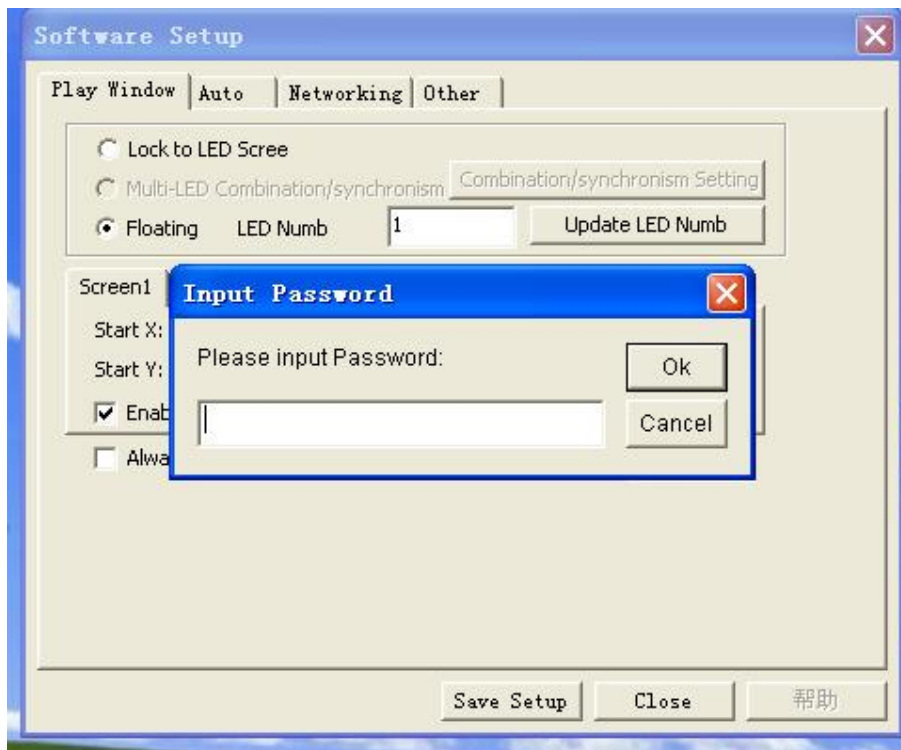 Software Setup
Play Window Auto Networking Other
Lock to LED Scree
Multi-LED Combination/synchronism Combination/synchronism Setting
Floating LED Numb 1 Update LED Numb
Screen1
Input Password
Start X:
Start Y:
Please input Password:
Ok
Enab
Cancel
Alwa
Save Setup Close 帮助